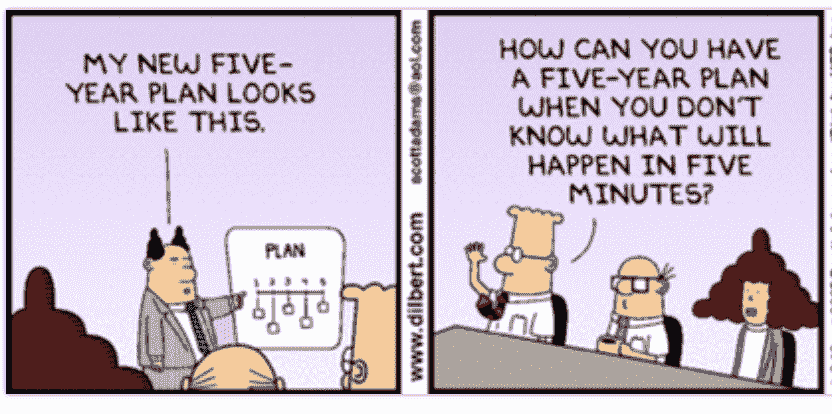 MY NEW FIVE-
YEAR PLAN LOOKS
LIKE THIS.
PLAN
1 2 3 4 5
www.dilbert.com scottadams@aol.com
HOW CAN YOU HAVE
A FIVE-YEAR PLAN
WHEN YOU DON'T
KNOW WHAT WILL
HAPPEN IN FIVE
MINUTES?